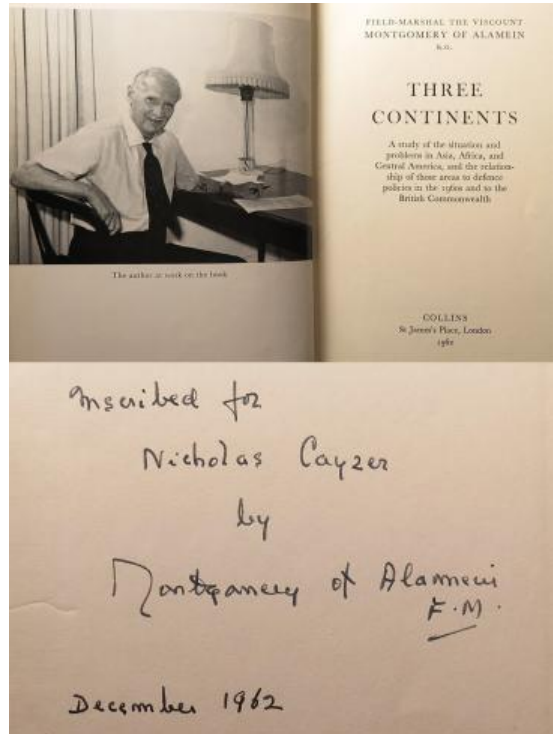 The author at work on the book
FIELD-MARSHAL THE VISCOUNT
MONTGOMERY OF ALAMEIN
K.G.
THREE
CONTINENTS
A study of the situation and
problems in Asia, Africa, and
Central America, and the relation-
ship of those areas to defence
policies in the 1960s and to the
British Commonwealth
COLLINS
St James's Place, London
1962
Inscribed for
Nicholas Cayzer
by
Montgomery of Alamein
F.M.
December 1962